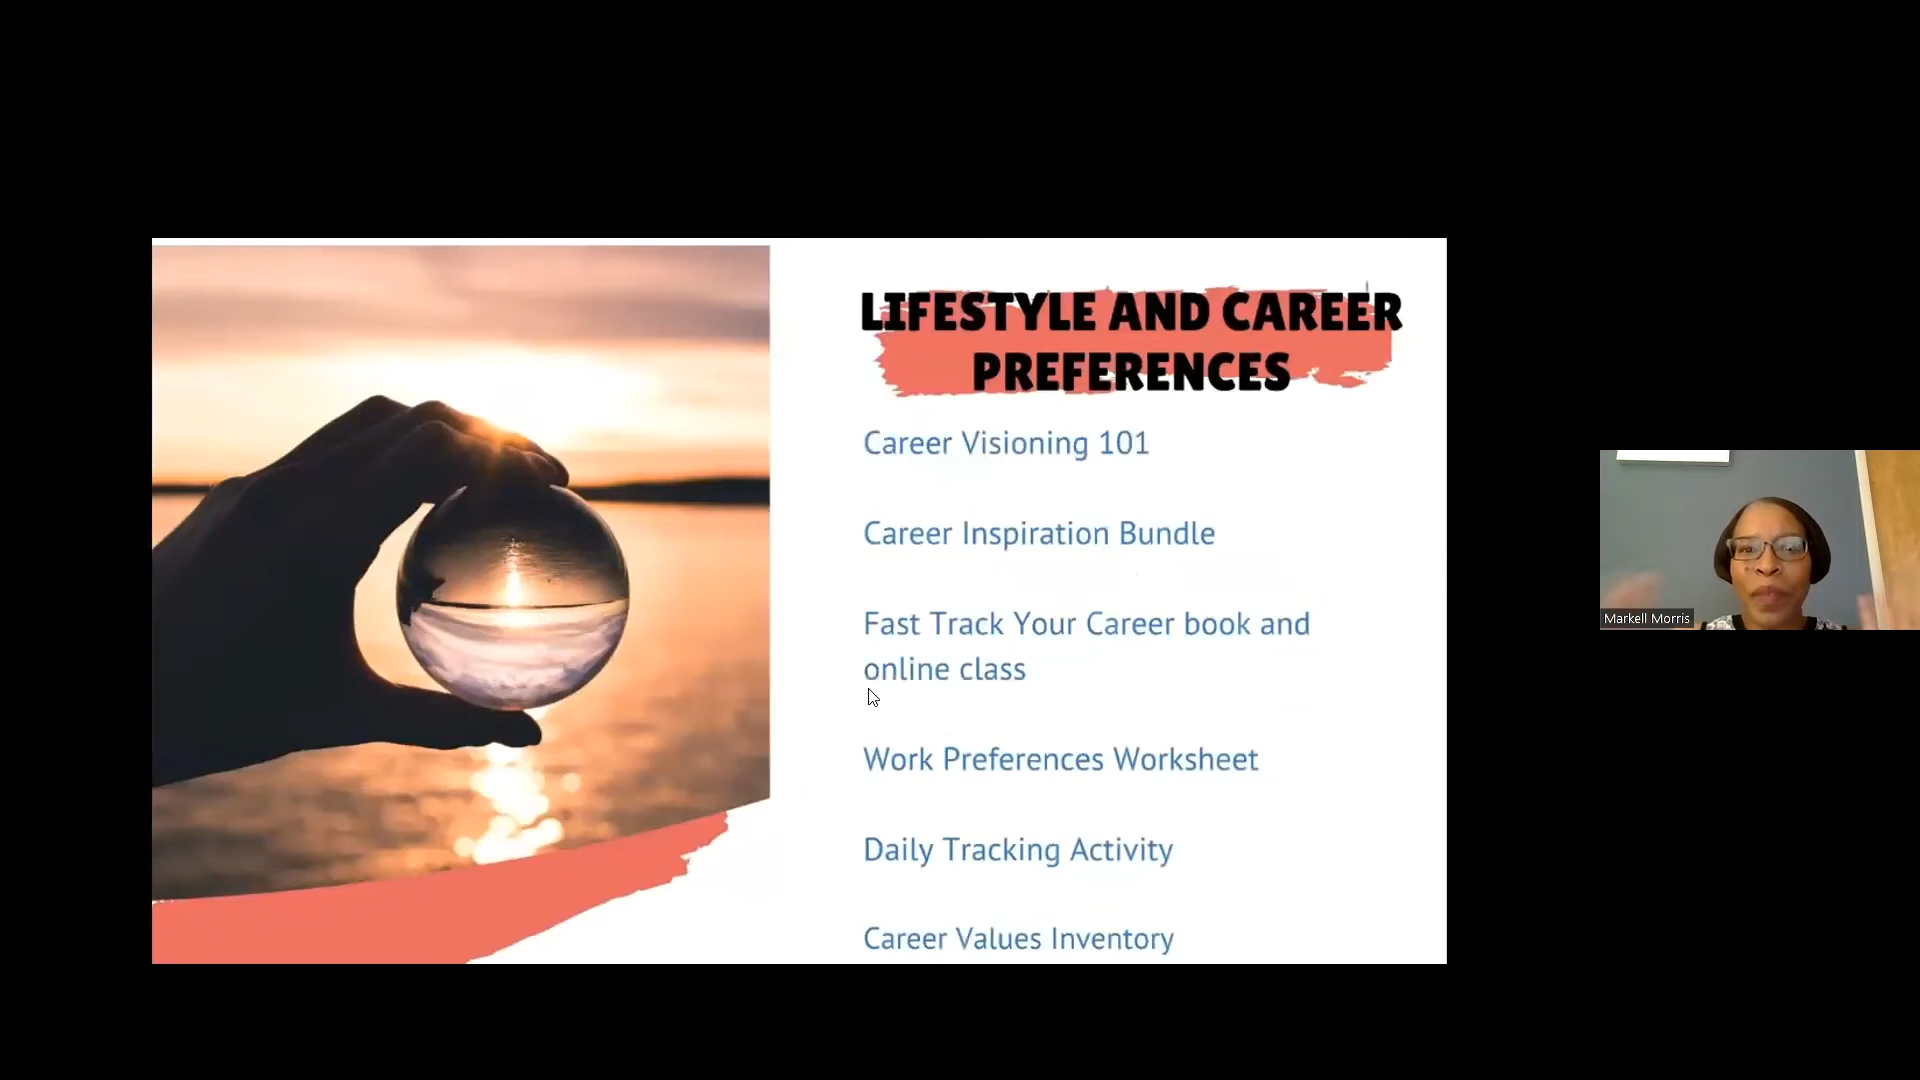 LIFESTYLE AND CAREER
PREFERENCES
Career Visioning 101
Career Inspiration Bundle
Fast Track Your Career book and
online class
Work Preferences Worksheet
Daily Tracking Activity
Career Values Inventory
Markell Morris